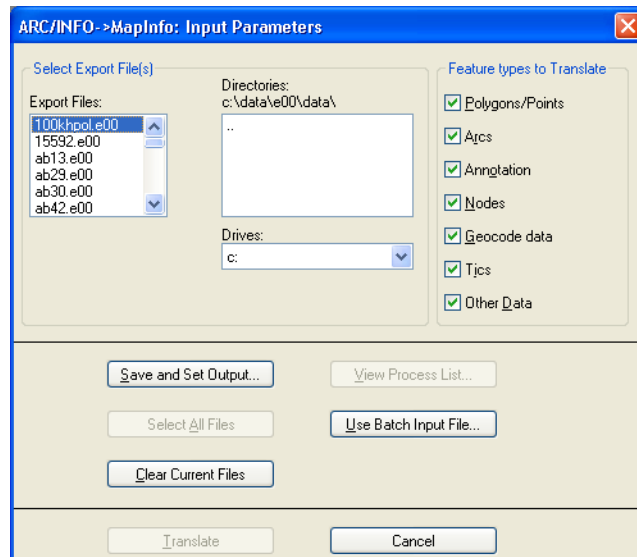 ARC/INFO->MapInfo: Input Parameters
Select Export File(s)
Export Files:
100khpol.e00
15592.e00
ab13.e00
ab29.e00
ab30.e00
ab42.e00
Directories:
c:\data\e00\data\
..
Drives:
c:
Feature types to Translate
Polygons/Points
Arcs
Annotation
Nodes
Geocode data
Tics
Other Data
Save and Set Output...
View Process List...
Select All Files
Use Batch Input File...
Clear Current Files
Translate
Cancel